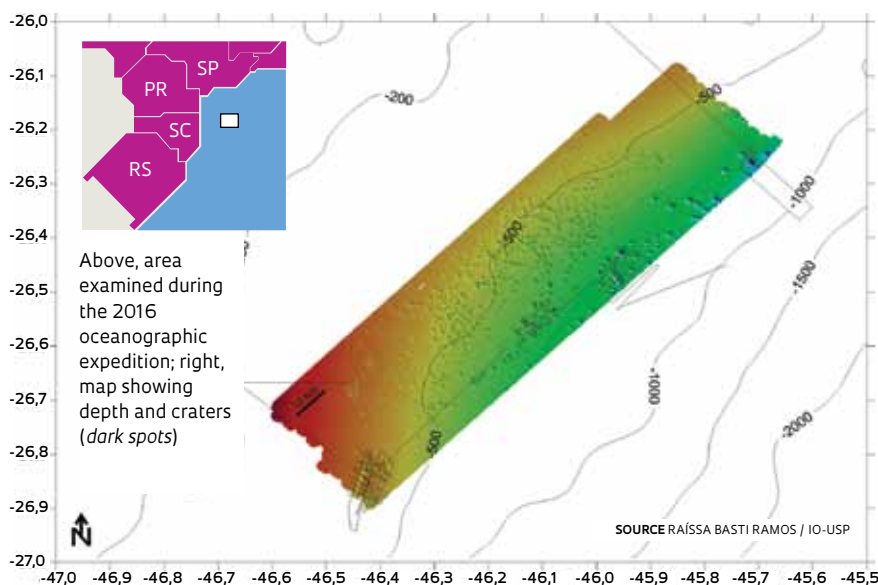 -26,0
-26,1
-26,2
-26,3
-26,4
-26,5
-26,6
-26,7
-26,8
-26,9
-27,0
-47,0 -46,9 -46,8 -46,7 -46,6 -46,5 -46,4 -46,3 -46,2 -46,1 -46,0 -45,9 -45,8 -45,7 -45,6 -45,5
SP
PR
SC
RS
Above, area
examined during
the 2016
oceanographic
expedition; right,
map showing
depth and craters
(dark spots)
-200
-500
-1000
-500
-1500
-1000
-2000
-500
N
SOURCE RAÍSSA BASTI RAMOS / IO-USP